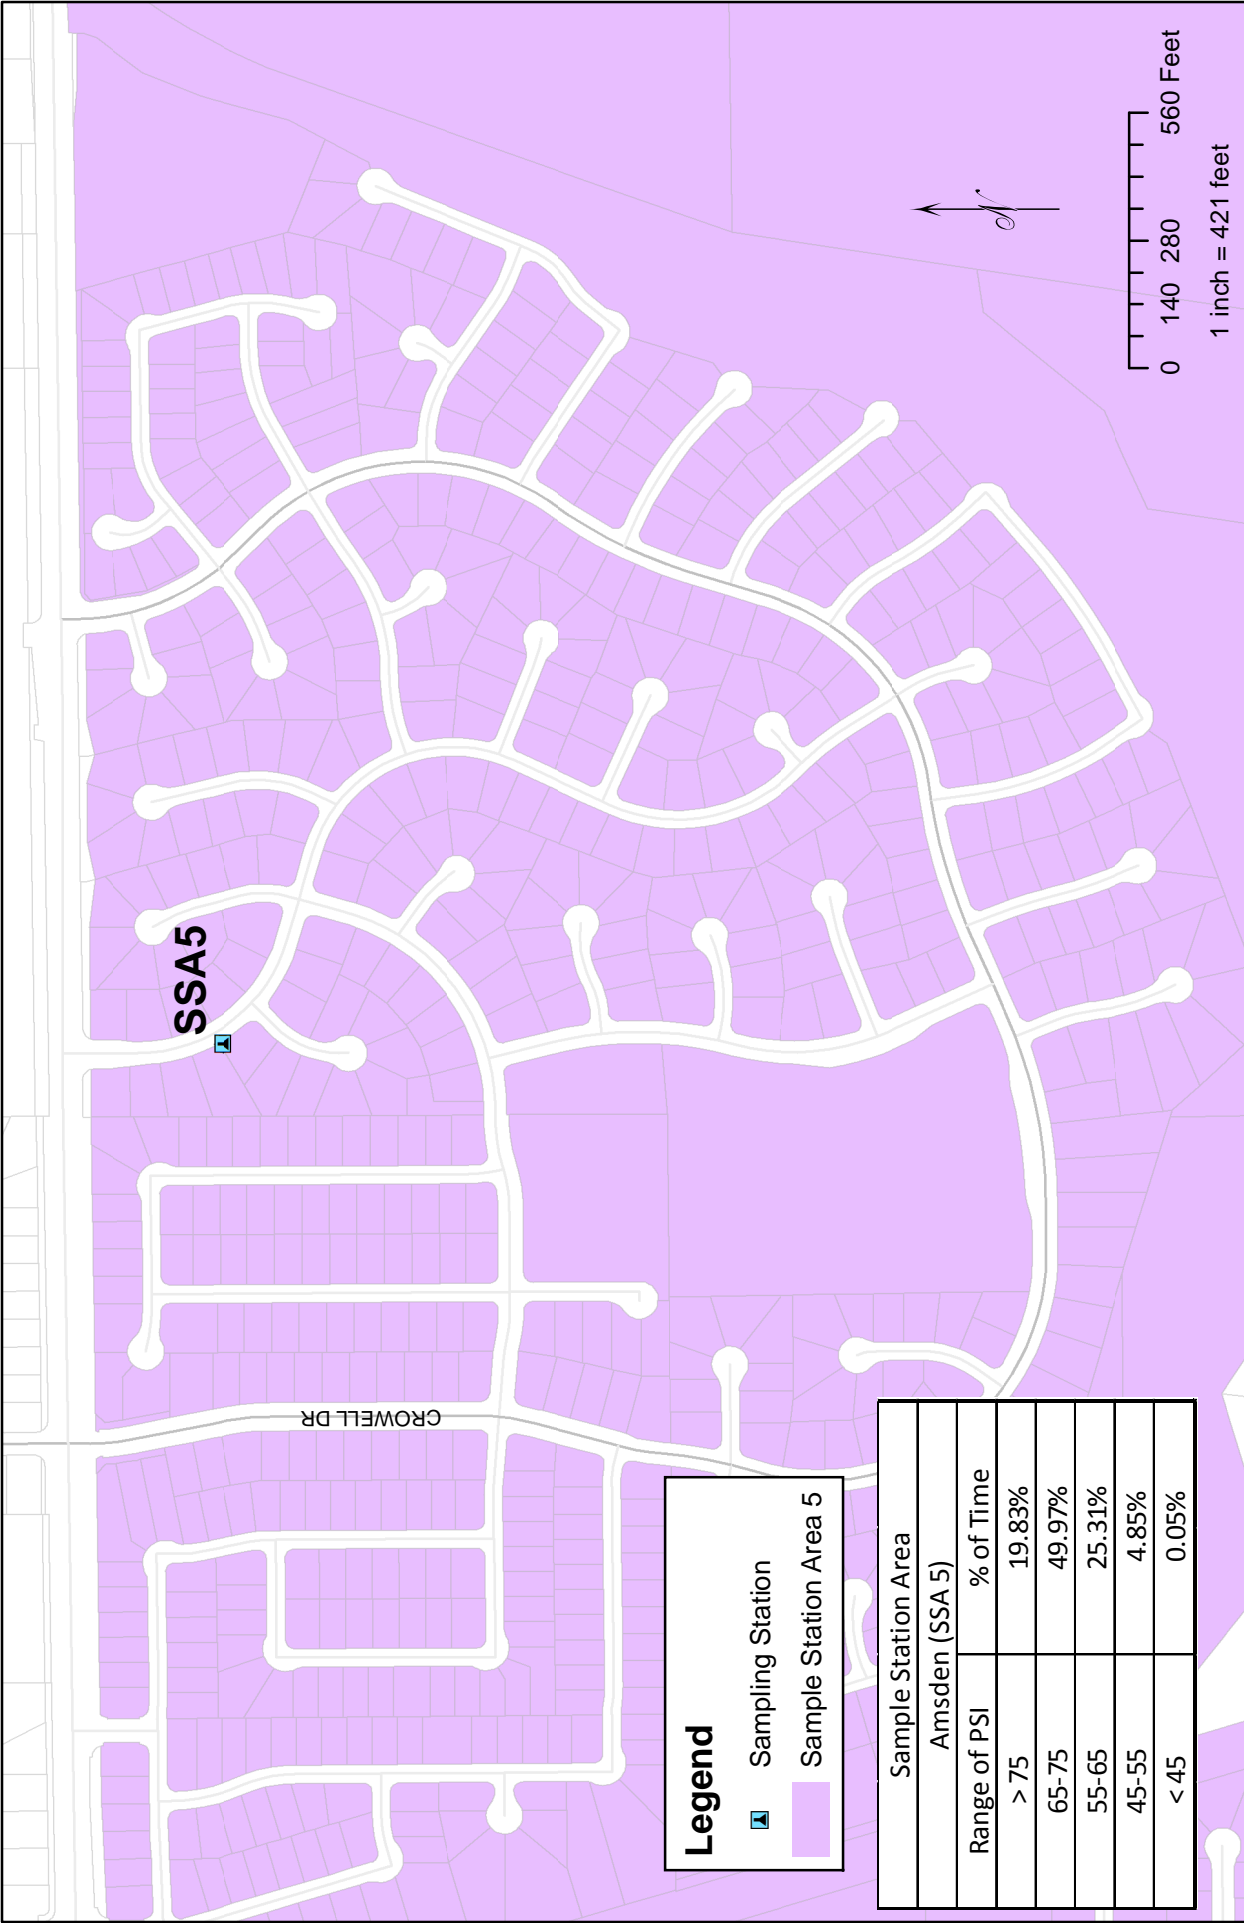 SSA5
CROWELL DR
Legend
Sampling Station
Sample Station Area 5
Sample Station Area
Amsden (SSA 5)
Range of PSI % of Time
> 75 19.83%
65-75 49.97%
55-65 25.31%
45-55 4.85%
< 45 0.05%
N
0 140 280 560 Feet
1 inch = 421 feet